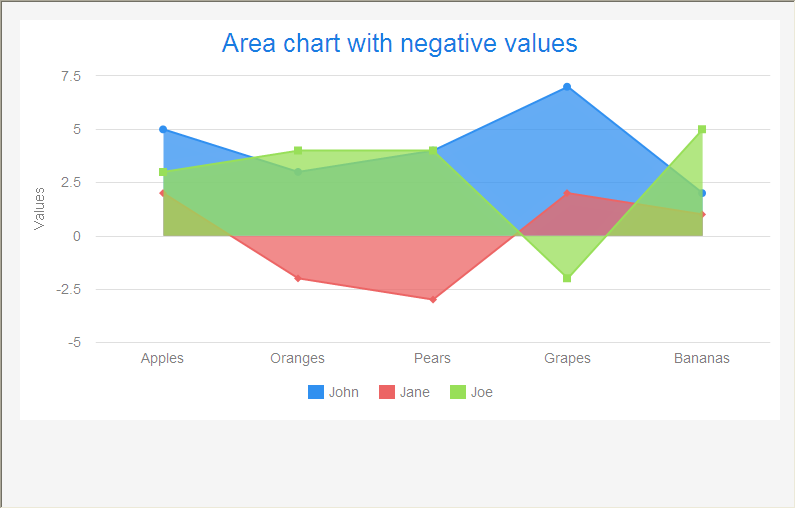 Area chart with negative values
7.5
5
2.5
0
-2.5
-5
Values
Apples Oranges Pears Grapes Bananas
John Jane Joe